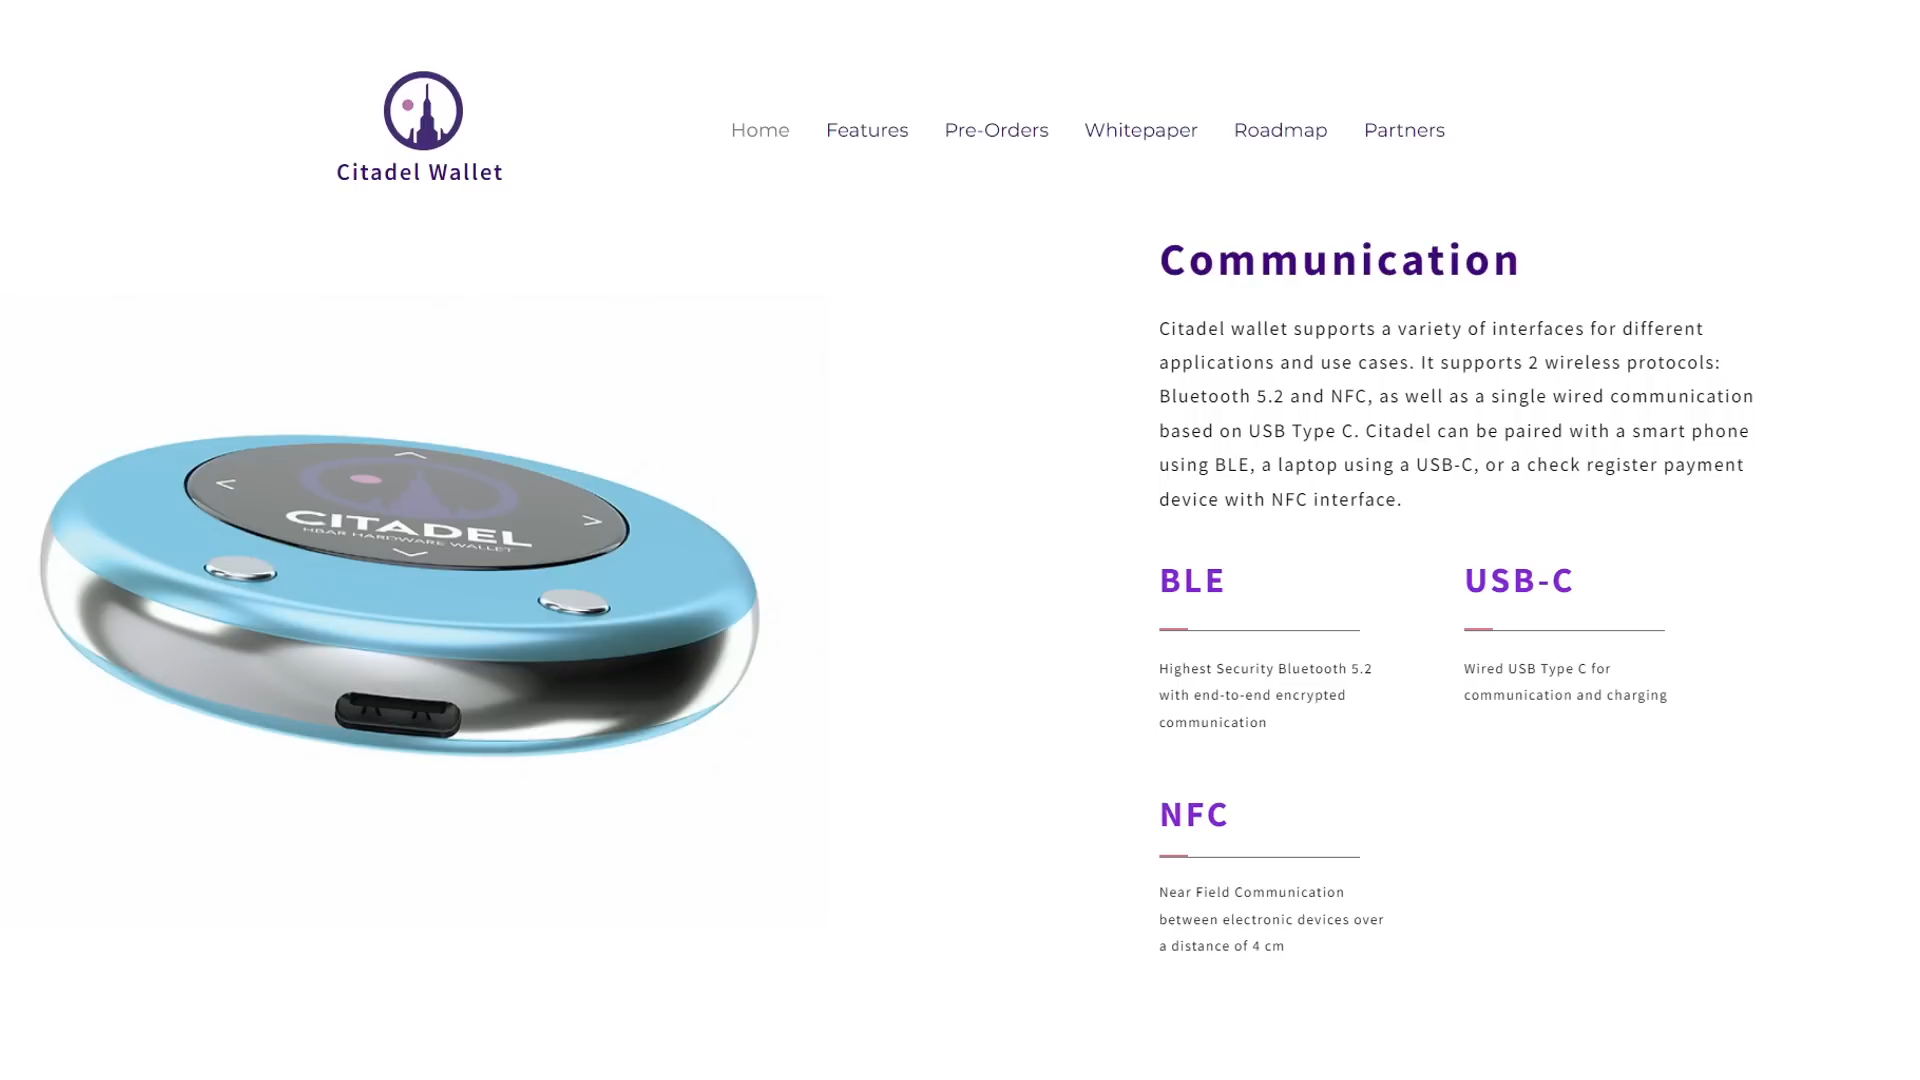 Citadel Wallet
Home Features Pre-Orders Whitepaper Roadmap Partners
CITADEL
HBAR HARDWARE WALLET
Communication
Citadel wallet supports a variety of interfaces for different
applications and use cases. It supports 2 wireless protocols:
Bluetooth 5.2 and NFC, as well as a single wired communication
based on USB Type C. Citadel can be paired with a smart phone
using BLE, a laptop using a USB-C, or a check register payment
device with NFC interface.
BLE
Highest Security Bluetooth 5.2
with end-to-end encrypted
communication
USB-C
Wired USB Type C for
communication and charging
NFC
Near Field Communication
between electronic devices over
a distance of 4 cm